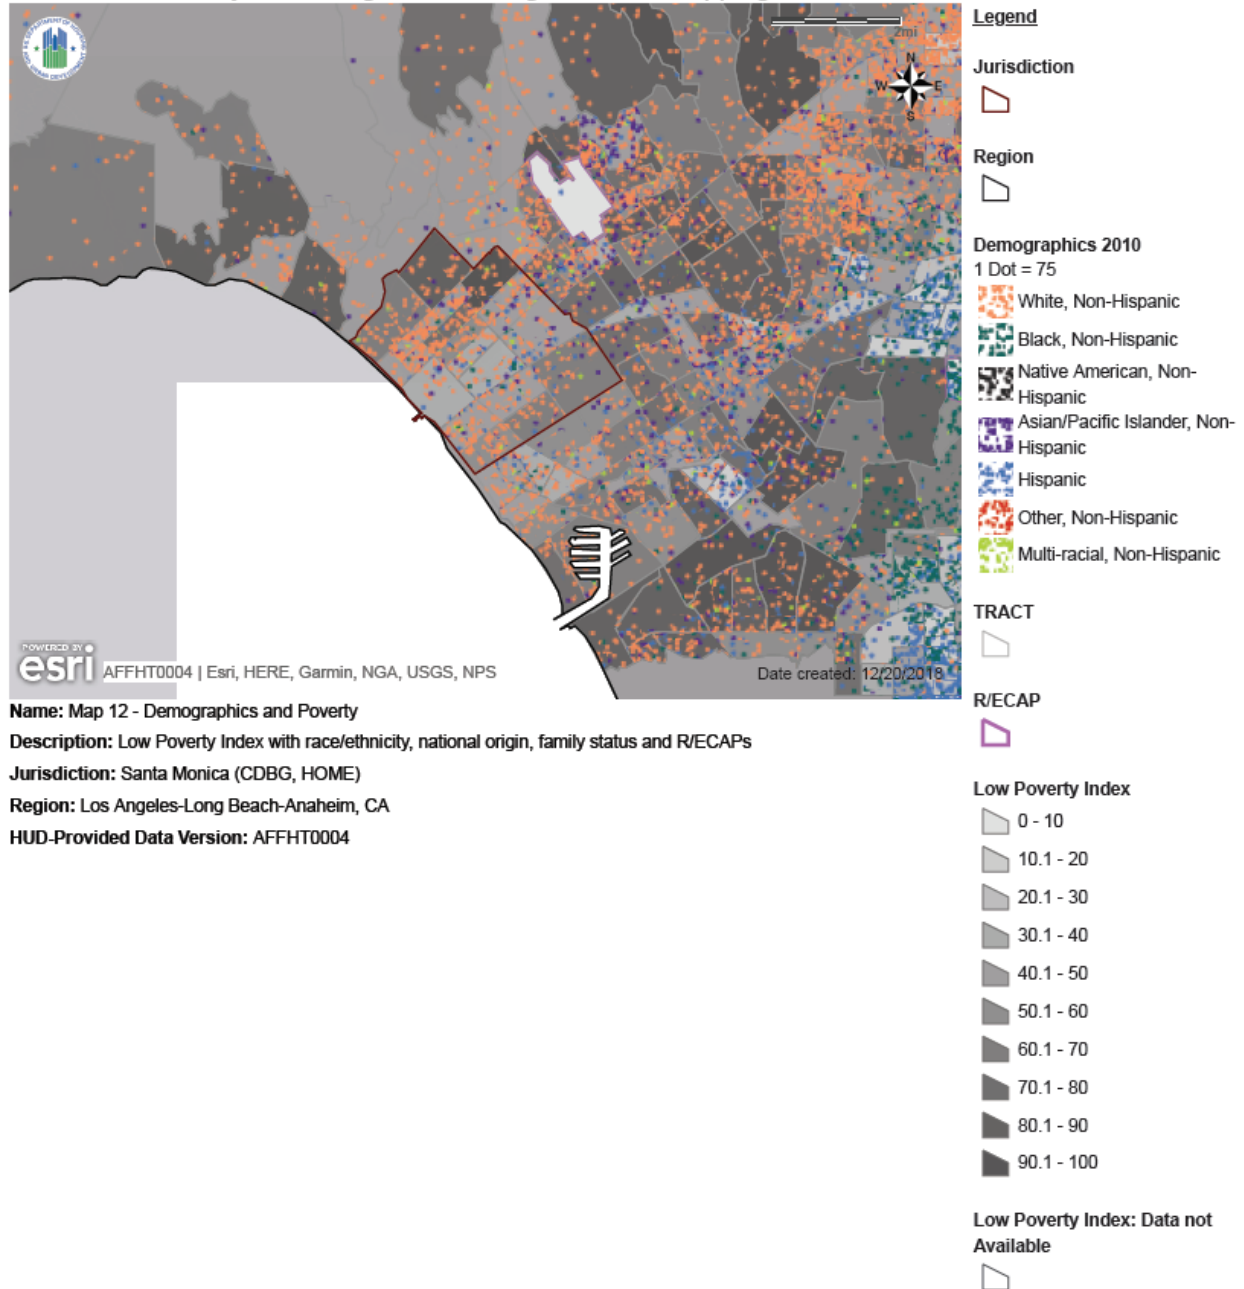 2mi
N
W E
S
POWERED BY
esri
AFFHT0004 | Esri, HERE, Garmin, NGA, USGS, NPS
Date created: 12/20/2018
Name: Map 12 - Demographics and Poverty
Description: Low Poverty Index with race/ethnicity, national origin, family status and R/ECAPs
Jurisdiction: Santa Monica (CDBG, HOME)
Region: Los Angeles-Long Beach-Anaheim, CA
HUD-Provided Data Version: AFFHT0004
Legend
Jurisdiction
Region
Demographics 2010
1 Dot = 75
White, Non-Hispanic
Black, Non-Hispanic
Native American, Non-
Hispanic
Asian/Pacific Islander, Non-
Hispanic
Hispanic
Other, Non-Hispanic
Multi-racial, Non-Hispanic
TRACT
R/ECAP
Low Poverty Index
0 - 10
10.1 - 20
20.1 - 30
30.1 - 40
40.1 - 50
50.1 - 60
60.1 - 70
70.1 - 80
80.1 - 90
90.1 - 100
Low Poverty Index: Data not
Available